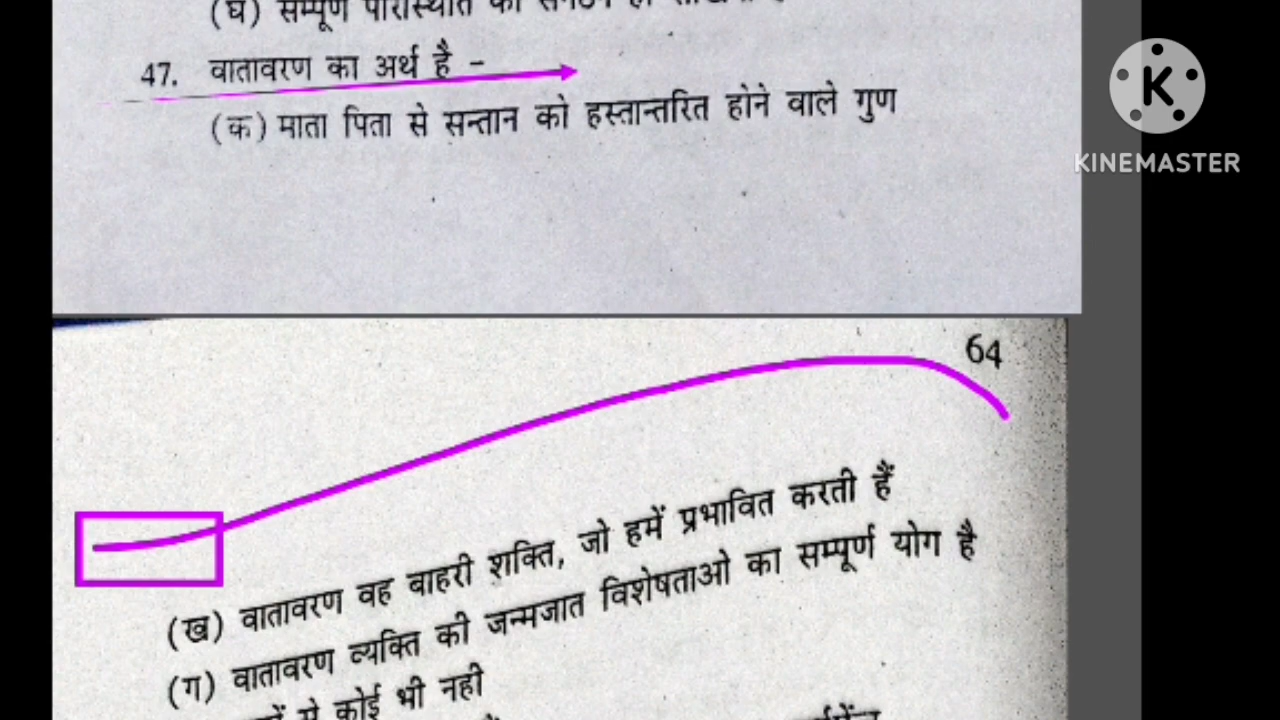 (घ) सम्पूर्ण
47. वातावरण का अर्थ है -
(क) माता पिता से सन्तान को हस्तान्तरित होने वाले गुण
K
KINEMASTER
64
(ख) वातावरण वह बाहरी शक्ति, जो हमें प्रभावित करती हैं
(ग) वातावरण व्यक्ति की जन्मजात विशेषताओ का सम्पूर्ण योग है
से कोई भी नही